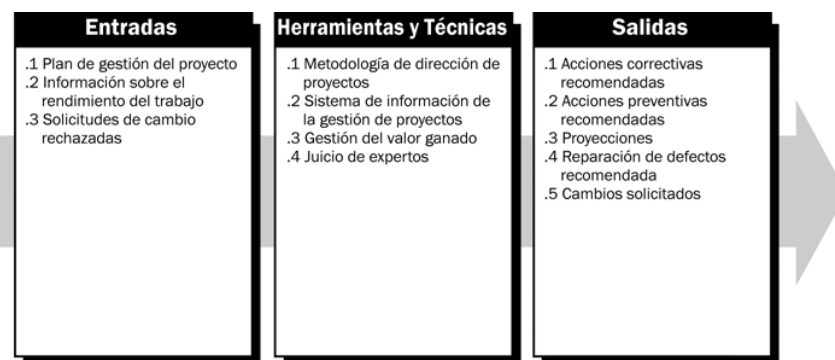 Entradas
.1 Plan de gestión del proyecto
.2 Información sobre el
rendimiento del trabajo
.3 Solicitudes de cambio
rechazadas
Herramientas y Técnicas
.1 Metodología de dirección de
proyectos
.2 Sistema de información de
la gestión de proyectos
.3 Gestión del valor ganado
.4 Juicio de expertos
Salidas
.1 Acciones correctivas
recomendadas
.2 Acciones preventivas
recomendadas
.3 Proyecciones
.4 Reparación de defectos
recomendada
.5 Cambios solicitados